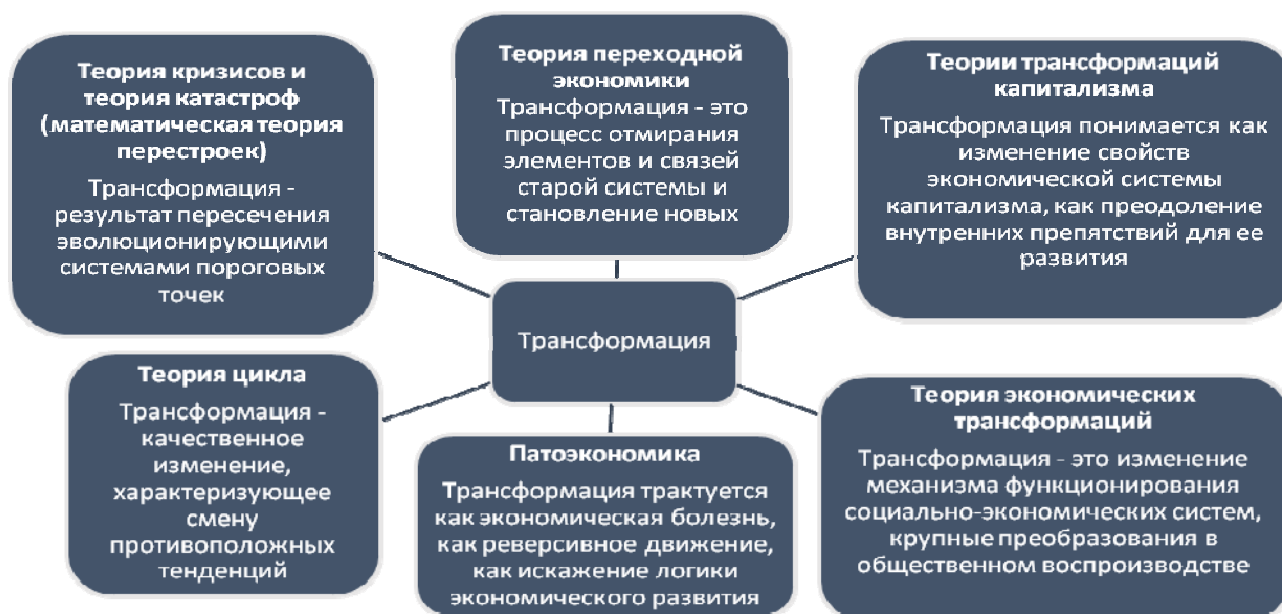 Теория кризисов и
теория катастроф
(математическая теория
перестроек)
Трансформация -
результат пересечения
эволюционирующими
системами пороговых
точек
Теория переходной
экономики
Трансформация - это
процесс отмирания
элементов и связей
старой системы и
становление новых
Теории трансформаций
капитализма
Трансформация понимается как
изменение свойств
экономической системы
капитализма, как преодоление
внутренних препятствий для ее
развития
Трансформация
Теория цикла
Трансформация -
качественное
изменение,
характеризующее
смену
противоположных
тенденций
Патоэкономика
Трансформация трактуется
как экономическая болезнь,
как реверсивное движение,
как искажение логики
экономического развития
Теория экономических
трансформаций
Трансформация - это изменение
механизма функционирования
социально-экономических систем,
крупные преобразования в
общественном воспроизводстве